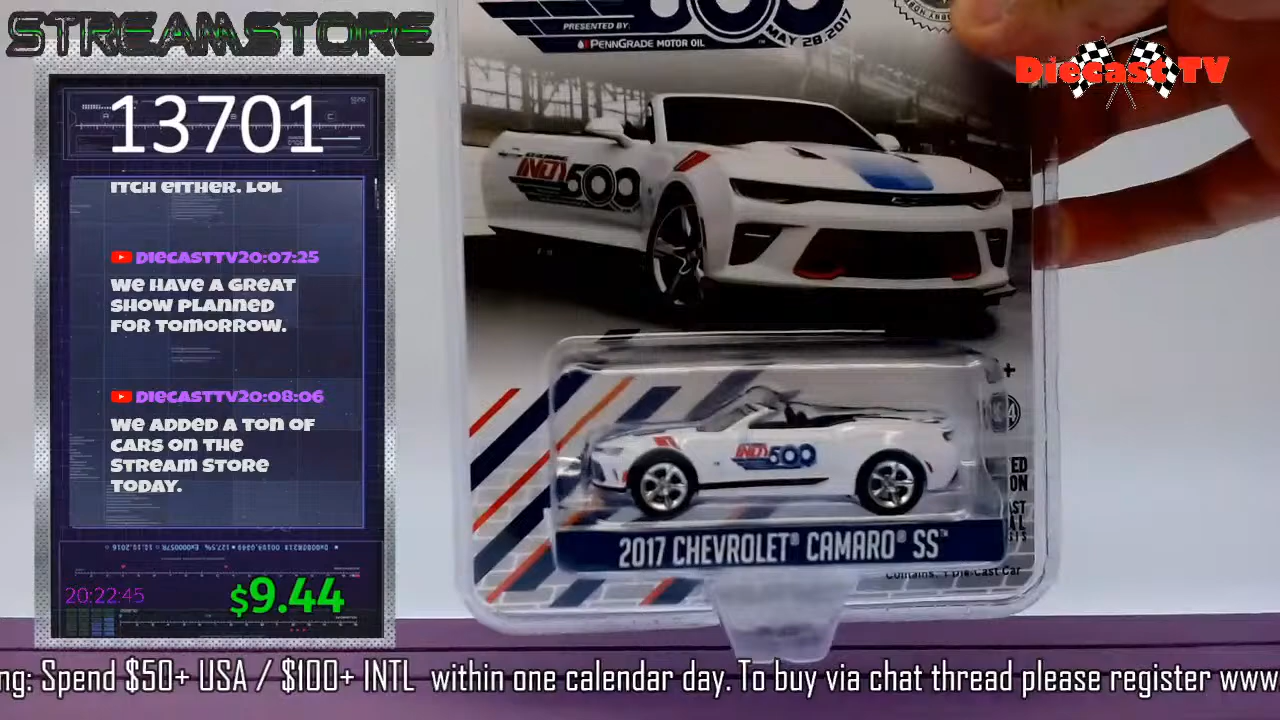 STREAMSTORE
13701
ITCH EITHER. LOL
DIECASTTV20:07:25
WE HAVE A GREAT
SHOW PLANNED
FOR TOMORROW.
DIECASTTV20:08:06
WE ADDED A TON OF
CARS ON THE
STREAM STORE
TODAY.
20:22:45
$9.44
PRESENTED BY:
PENNGRADE MOTOR OIL
MAY 28, 2017
Diecast TV
INDY 500
INDY 500
2017 CHEVROLET® CAMARO® SS™
Contains: 1 Die-Cast Car
ng: Spend $50+ USA / $100+ INTL within one calendar day. To buy via chat thread please register www.